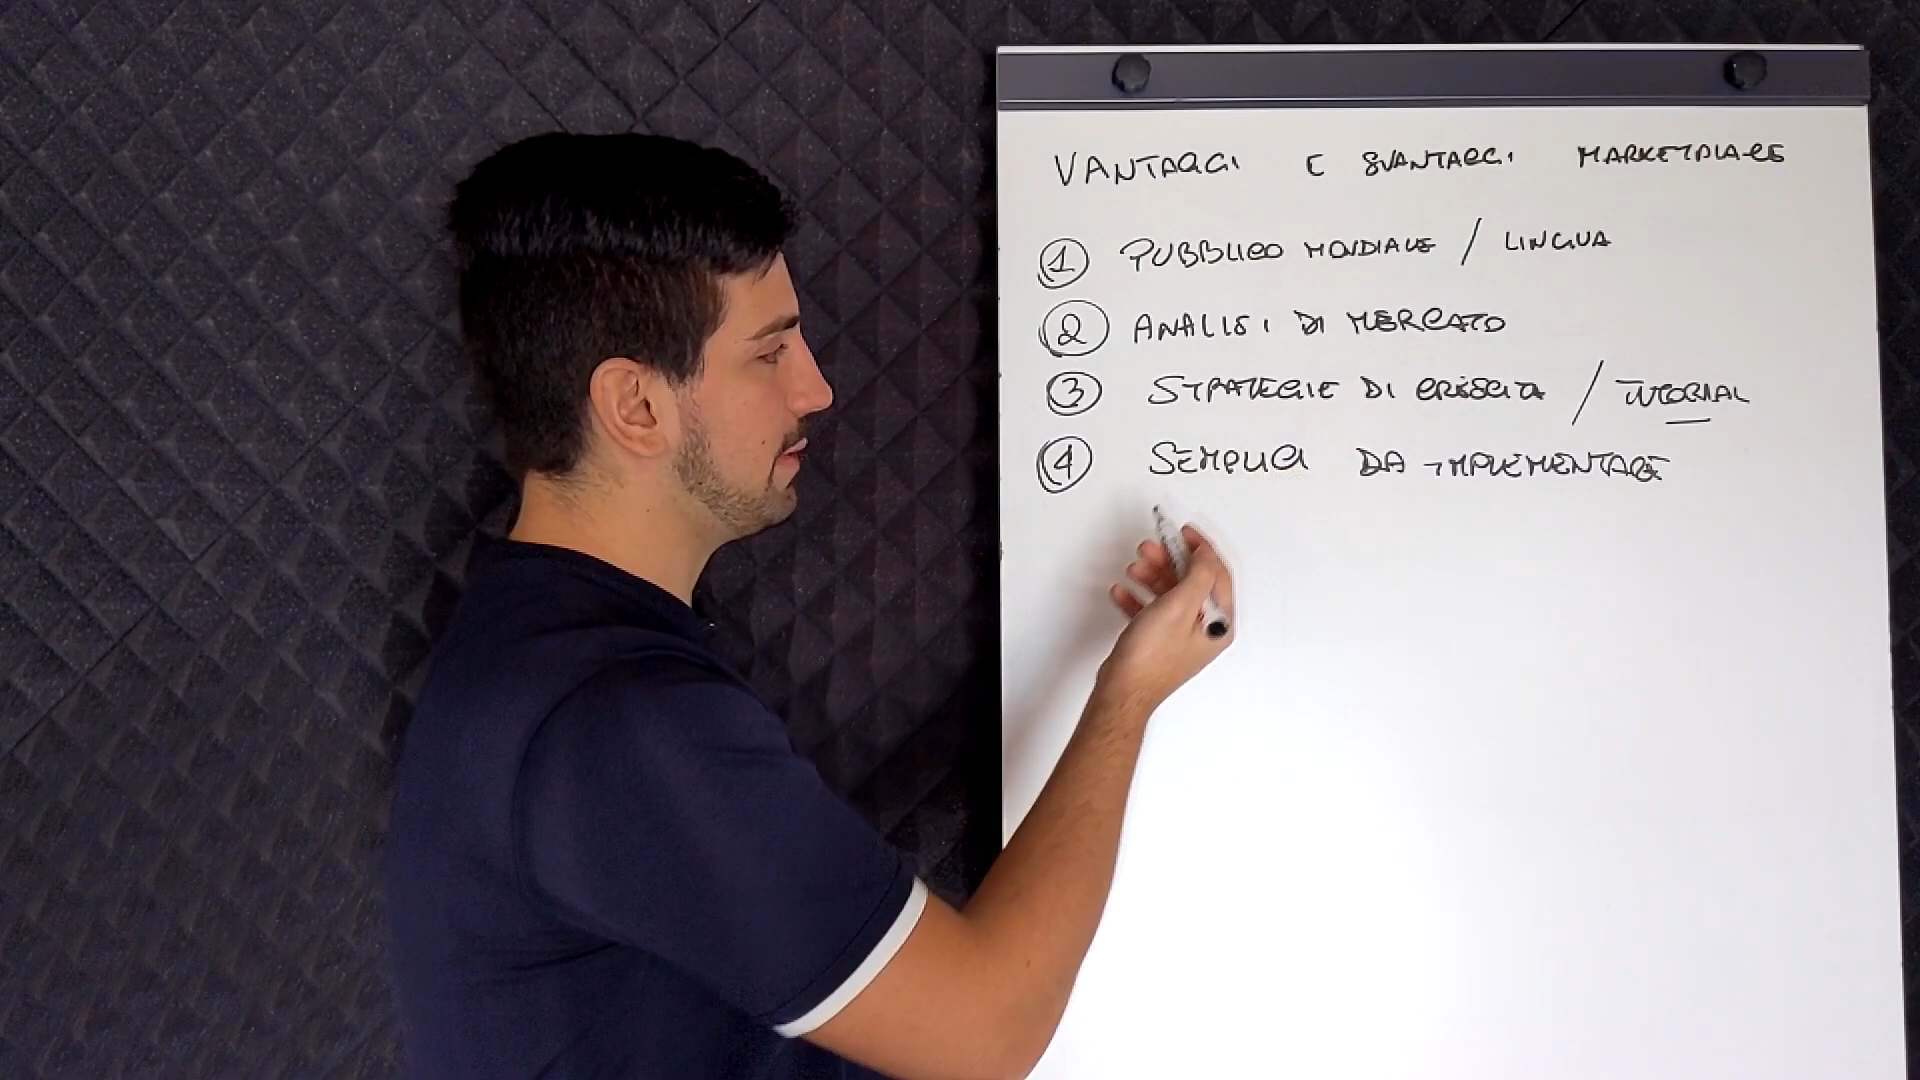 VANTAGGI E SVANTAGGI MARKETPLACE
1 PUBBLICO MONDIALE / LINGUA
2 ANALISI DI MERCATO
3 STRATEGIE DI CRESCITA / TUTORIAL
4 SEMPLICI DA IMPLEMENTARE